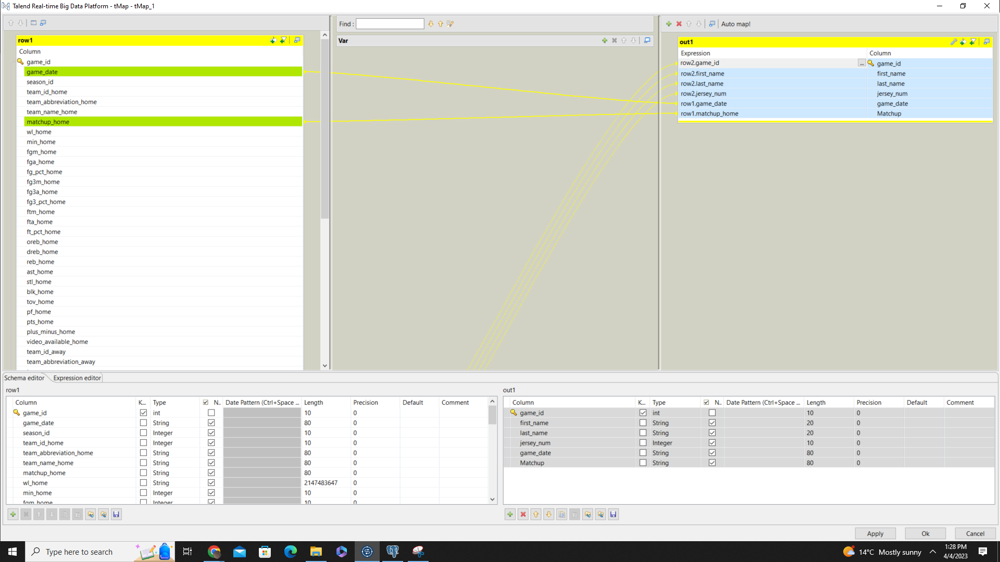 Talend Real-time Big Data Platform - tMap - tMap_1
row1
Column
game_id
game_date
season_id
team_id_home
team_abbreviation_home
team_name_home
matchup_home
wl_home
min_home
fgm_home
fga_home
fg_pct_home
fg3m_home
fg3a_home
fg3_pct_home
ftm_home
fta_home
ft_pct_home
oreb_home
dreb_home
reb_home
ast_home
stl_home
blk_home
tov_home
pf_home
pts_home
plus_minus_home
video_available_home
team_id_away
team_abbreviation_away
Find :
Var
Auto map!
out1
Expression Column
row2.game_id ... game_id
row2.first_name first_name
row2.last_name last_name
row2.jersey_num jersey_num
row1.game_date game_date
row1.matchup_home Matchup
Schema editor Expression editor
row1
Column K... Type N.. Date Pattern (Ctrl+Space ... Length Precision Default Comment
game_id int 10 0
game_date String 80 0
season_id Integer 10 0
team_id_home Integer 10 0
team_abbreviation_home String 80 0
team_name_home String 80 0
matchup_home String 80 0
wl_home String 2147483647 0
min_home Integer 10 0
fgm_home Integer 10 0
out1
Column K... Type N.. Date Pattern (Ctrl+Space ... Length Precision Default Comment
game_id int 10 0
first_name String 20 0
last_name String 20 0
jersey_num Integer 10 0
game_date String 80 0
Matchup String 80 0
Apply Ok Cancel
Type here to search
14°C Mostly sunny
1:28 PM
4/4/2023